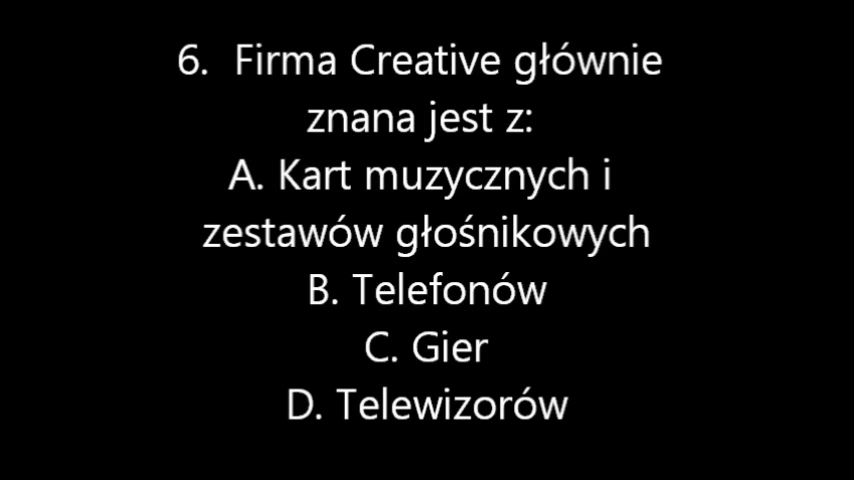 6. Firma Creative głównie
znana jest z:
A. Kart muzycznych i
zestawów głośnikowych
B. Telefonów
C. Gier
D. Telewizorów